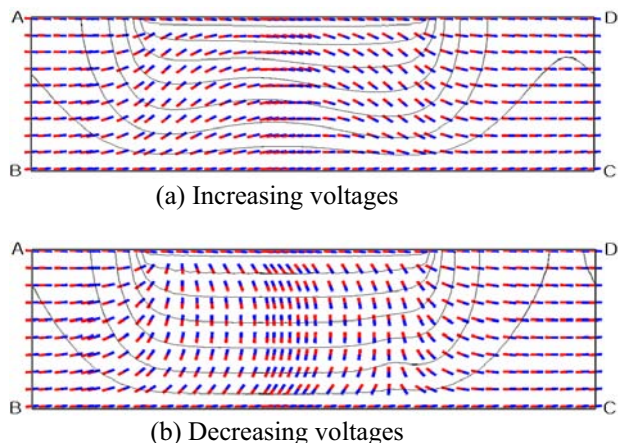 A D
B C
(a) Increasing voltages
A D
B C
(b) Decreasing voltages